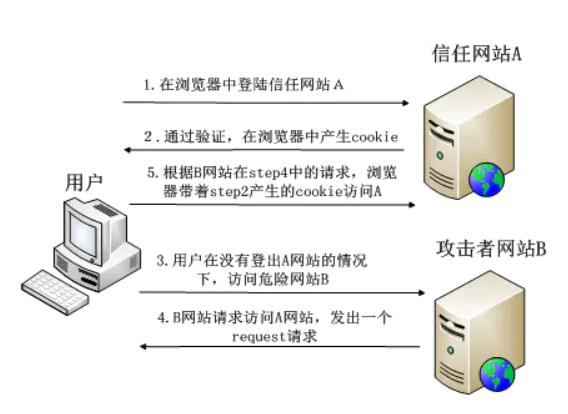 信任网站A
1.在浏览器中登陆信任网站A
2.通过验证，在浏览器中产生cookie
5.根据B网站在step4中的请求，浏览
器带着step2产生的cookie访问A
用户
攻击者网站B
3.用户在没有登出A网站的情况
下，访问危险网站B
4.B网站请求访问A网站，发出一个
request请求